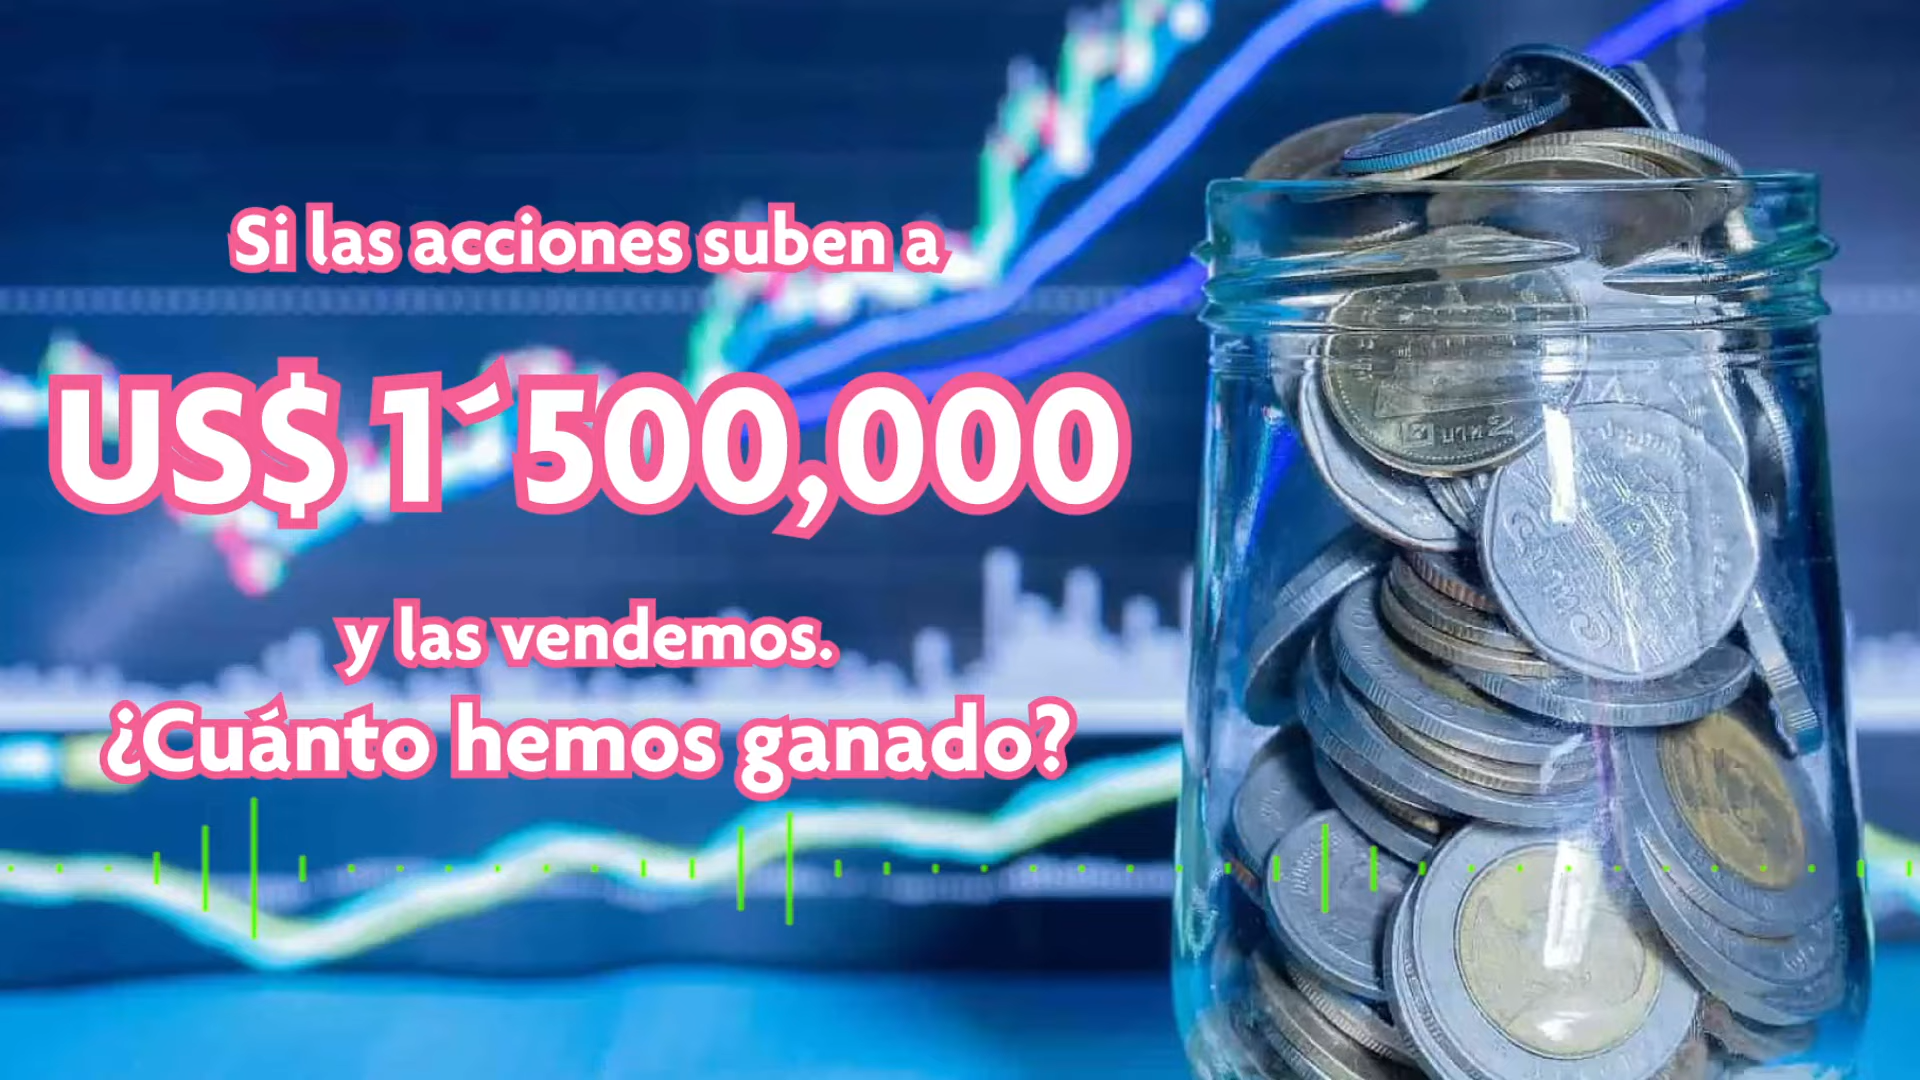 Si las acciones suben a
US$ 1´500,000
y las vendemos.
¿Cuánto hemos ganado?